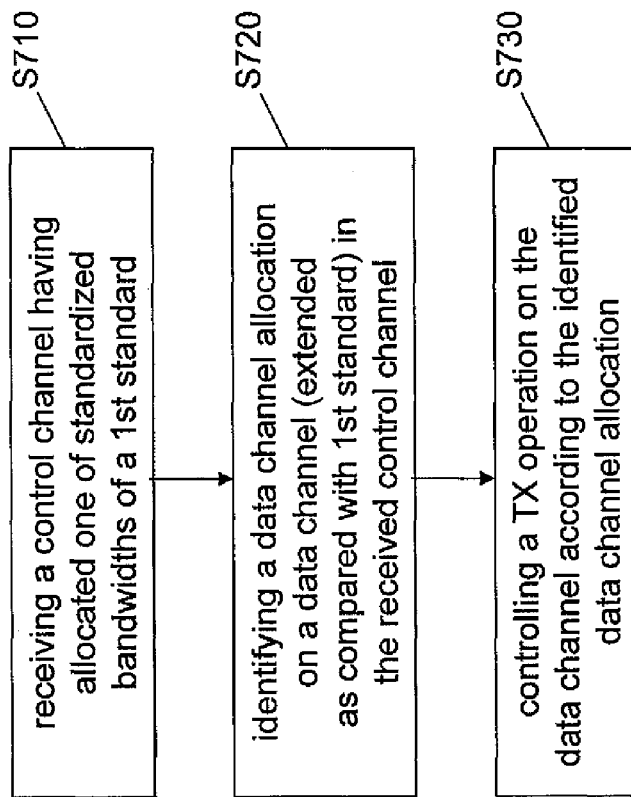 S710
receiving a control channel having
allocated one of standardized
bandwidths of a 1st standard
S720
identifying a data channel allocation
on a data channel (extended
as compared with 1st standard) in
the received control channel
S730
controlling a TX operation on the
data channel according to the identified
data channel allocation